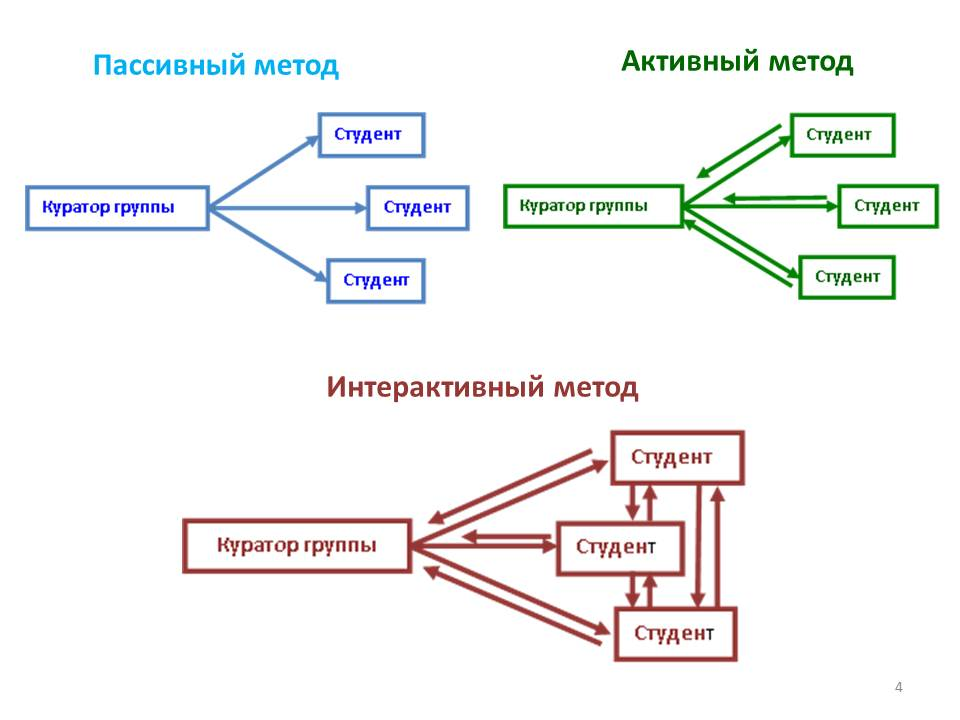 Пассивный метод
Активный метод
Студент
Куратор группы
Студент
Студент
Студент
Куратор группы
Студент
Студент
Интерактивный метод
Студент
Куратор группы
Студент
Студент
4